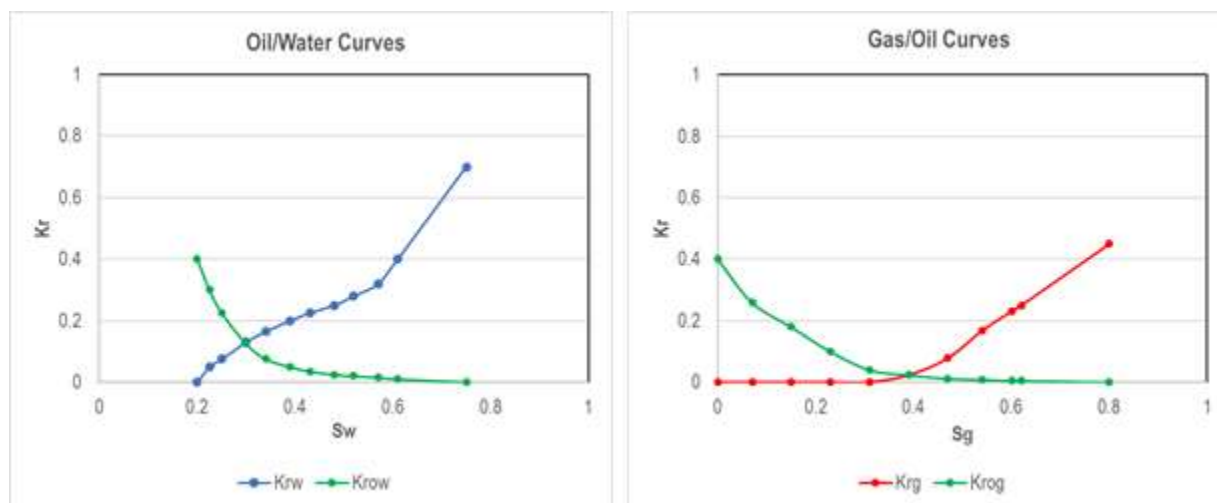 Oil/Water Curves
1
0.8
0.6
0.4
0.2
0
Kr
0 0.2 0.4 0.6 0.8 1
Sw
Krw Krow
Gas/Oil Curves
1
0.8
0.6
0.4
0.2
0
Kr
0 0.2 0.4 0.6 0.8 1
Sg
Krg Krog